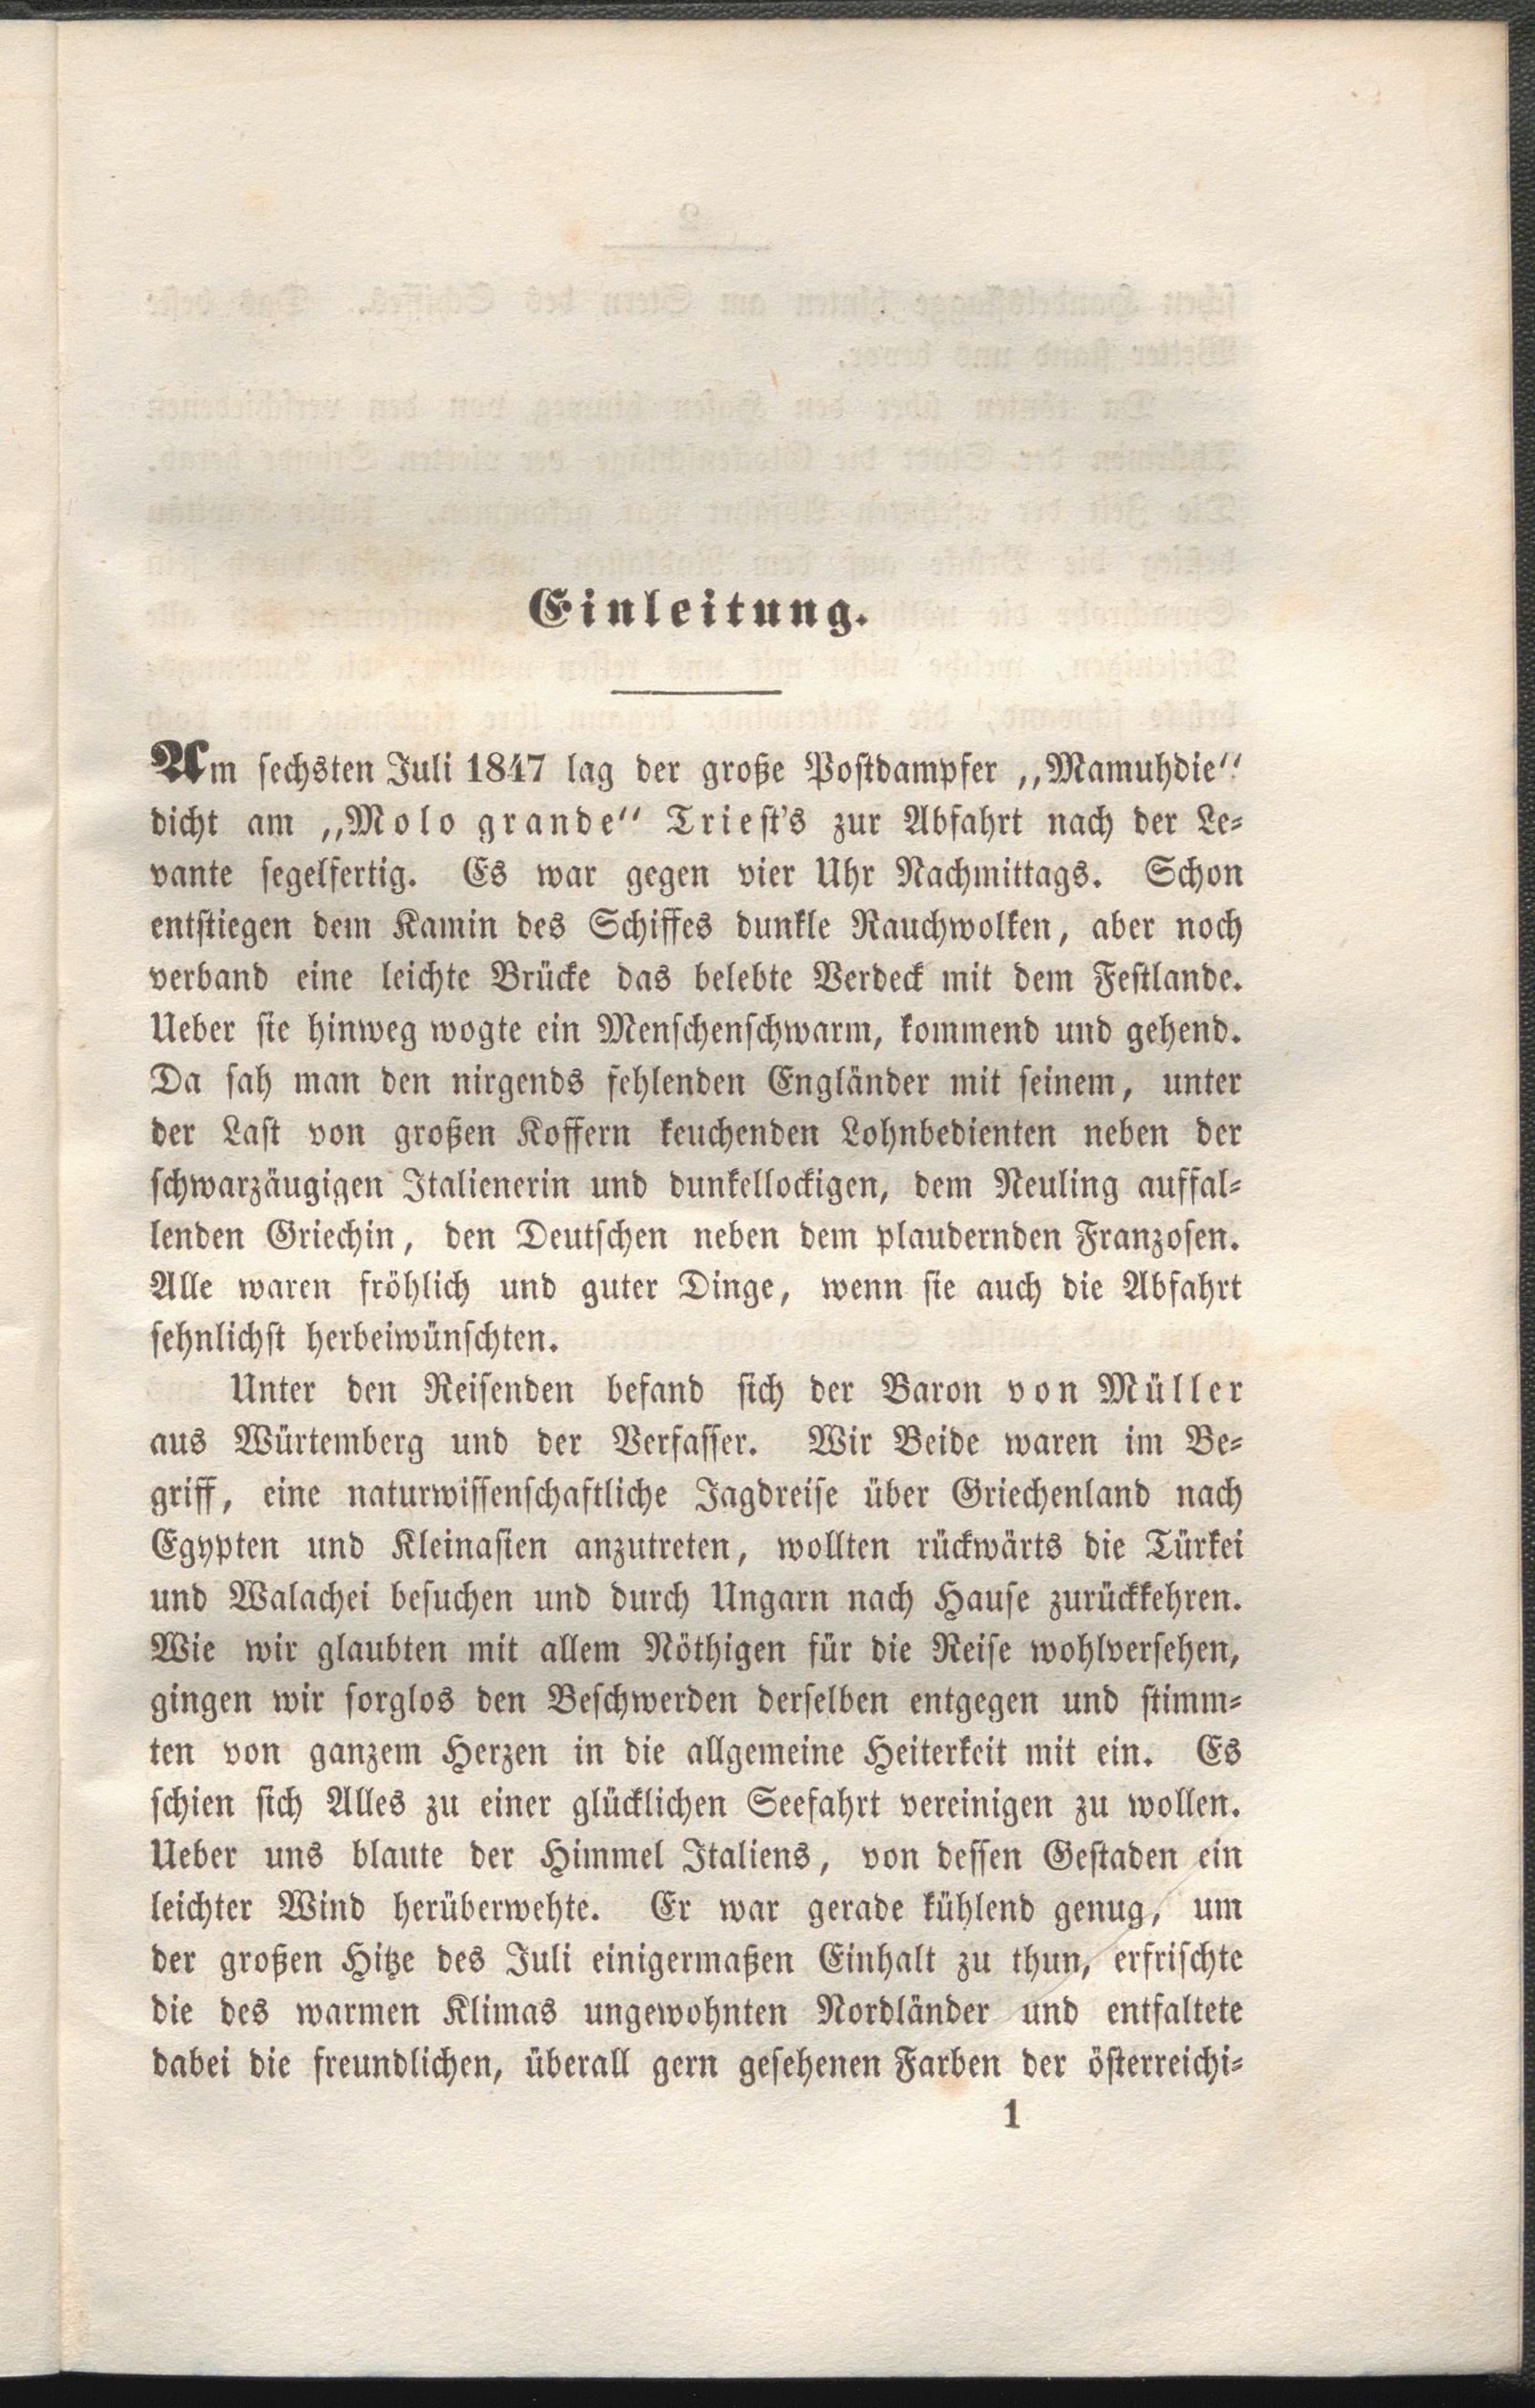 Einleitung.
Am sechsten Juli 1847 lag der große Postdampfer „Mamuhdie“
dicht am „Molo grande“ Triest's zur Abfahrt nach der Le-
vante segelfertig. Es war gegen vier Uhr Nachmittags. Schon
entstiegen dem Kamin des Schiffes dunkle Rauchwolken, aber noch
verband eine leichte Brücke das belebte Verdeck mit dem Festlande.
Ueber sie hinweg wogte ein Menschenschwarm, kommend und gehend.
Da sah man den nirgends fehlenden Engländer mit seinem, unter
der Last von großen Koffern keuchenden Lohnbedienten neben der
schwarzäugigen Italienerin und dunkellockigen, dem Neuling auffal-
lenden Griechin, den Deutschen neben dem plaudernden Franzosen.
Alle waren fröhlich und guter Dinge, wenn sie auch die Abfahrt
sehnlichst herbeiwünschten.
Unter den Reisenden befand sich der Baron von Müller
aus Würtemberg und der Verfasser. Wir Beide waren im Be-
griff, eine naturwissenschaftliche Jagdreise über Griechenland nach
Egypten und Kleinasien anzutreten, wollten rückwärts die Türkei
und Walachei besuchen und durch Ungarn nach Hause zurückkehren.
Wie wir glaubten mit allem Nöthigen für die Reise wohlversehen,
gingen wir sorglos den Beschwerden derselben entgegen und stimm-
ten von ganzem Herzen in die allgemeine Heiterkeit mit ein. Es
schien sich Alles zu einer glücklichen Seefahrt vereinigen zu wollen.
Ueber uns blaute der Himmel Italiens, von dessen Gestaden ein
leichter Wind herüberwehte. Er war gerade kühlend genug, um
der großen Hitze des Juli einigermaßen Einhalt zu thun, erfrischte
die des warmen Klimas ungewohnten Nordländer und entfaltete
dabei die freundlichen, überall gern gesehenen Farben der österreichi-
1